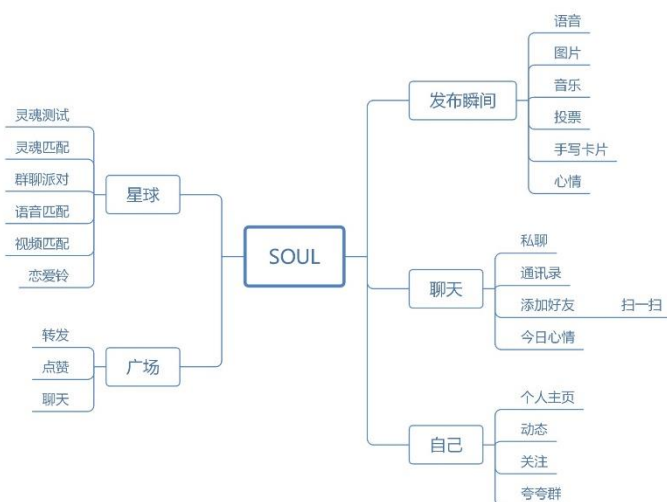 SOUL
星球
灵魂测试
灵魂匹配
群聊派对
语音匹配
视频匹配
恋爱铃
广场
转发
点赞
聊天
发布瞬间
语音
图片
音乐
投票
手写卡片
心情
聊天
私聊
通讯录
添加好友
扫一扫
今日心情
自己
个人主页
动态
关注
夸夸群